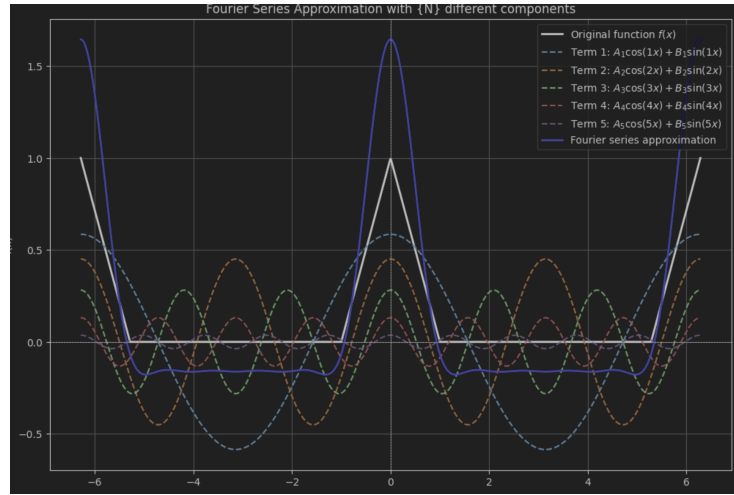 Fourier Series Approximation with {N} different components
Original function f(x)
Term 1: A₁cos(1x) + B₁sin(1x)
Term 2: A₂cos(2x) + B₂sin(2x)
Term 3: A₃cos(3x) + B₃sin(3x)
Term 4: A₄cos(4x) + B₄sin(4x)
Term 5: A₅cos(5x) + B₅sin(5x)
Fourier series approximation
1.5
1.0
0.5
0.0
−0.5
−6 −4 −2 0 2 4 6